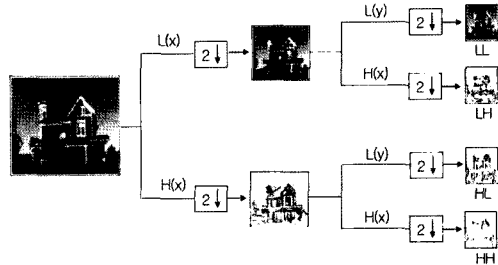 L(x)
2↓
L(y)
2↓
LL
H(x)
2↓
LH
H(x)
2↓
L(y)
2↓
HL
H(x)
2↓
HH